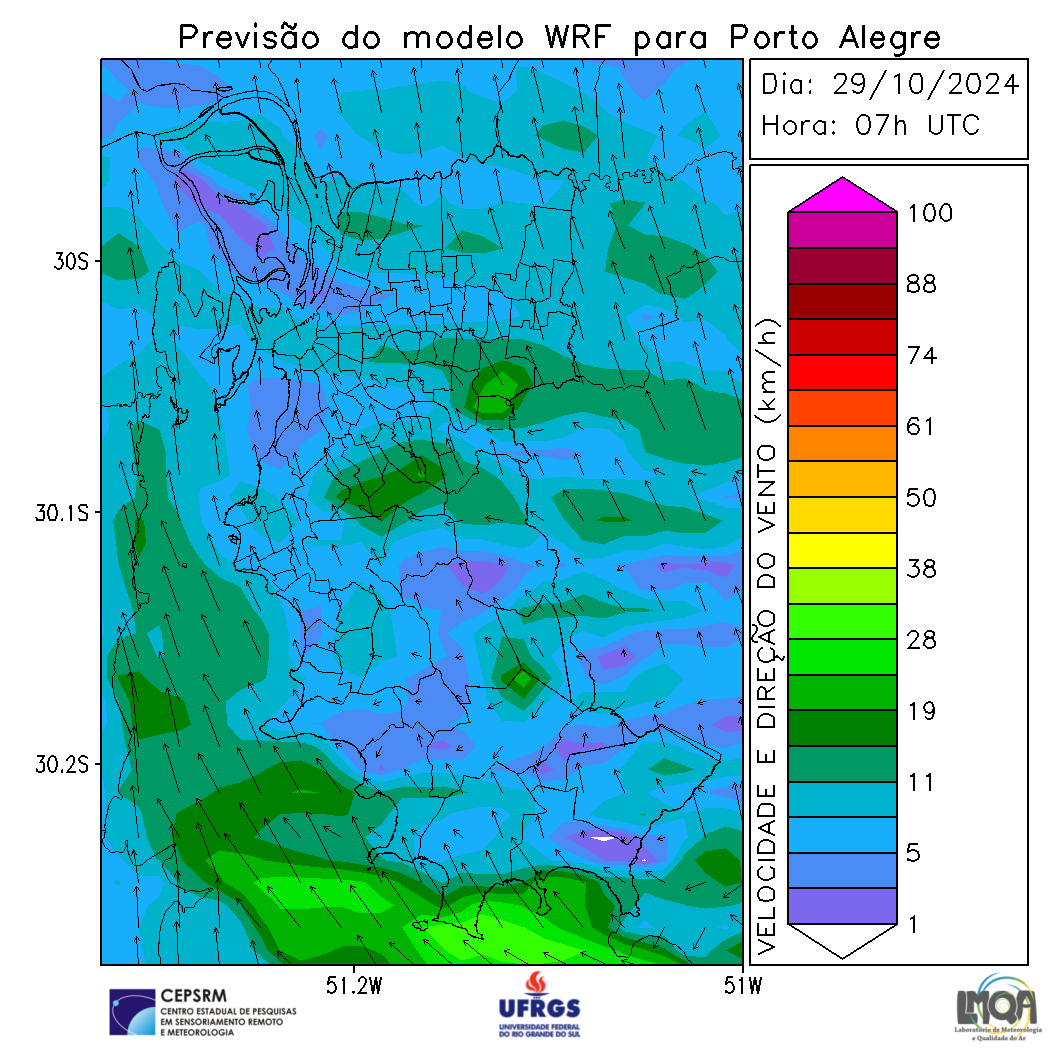 Previsão do modelo WRF para Porto Alegre
Dia: 29/10/2024
Hora: 07h UTC
30S
30.1S
30.2S
51.2W
51W
VELOCIDADE E DIREÇÃO DO VENTO (km/h)
100
88
74
61
50
38
28
19
11
5
1
CEPSRM
CENTRO ESTADUAL DE PESQUISAS
EM SENSORIAMENTO REMOTO
E METEOROLOGIA
UFRGS
UNIVERSIDADE FEDERAL
DO RIO GRANDE DO SUL
LMQA
Laboratório de Meteorologia
e Qualidade do Ar